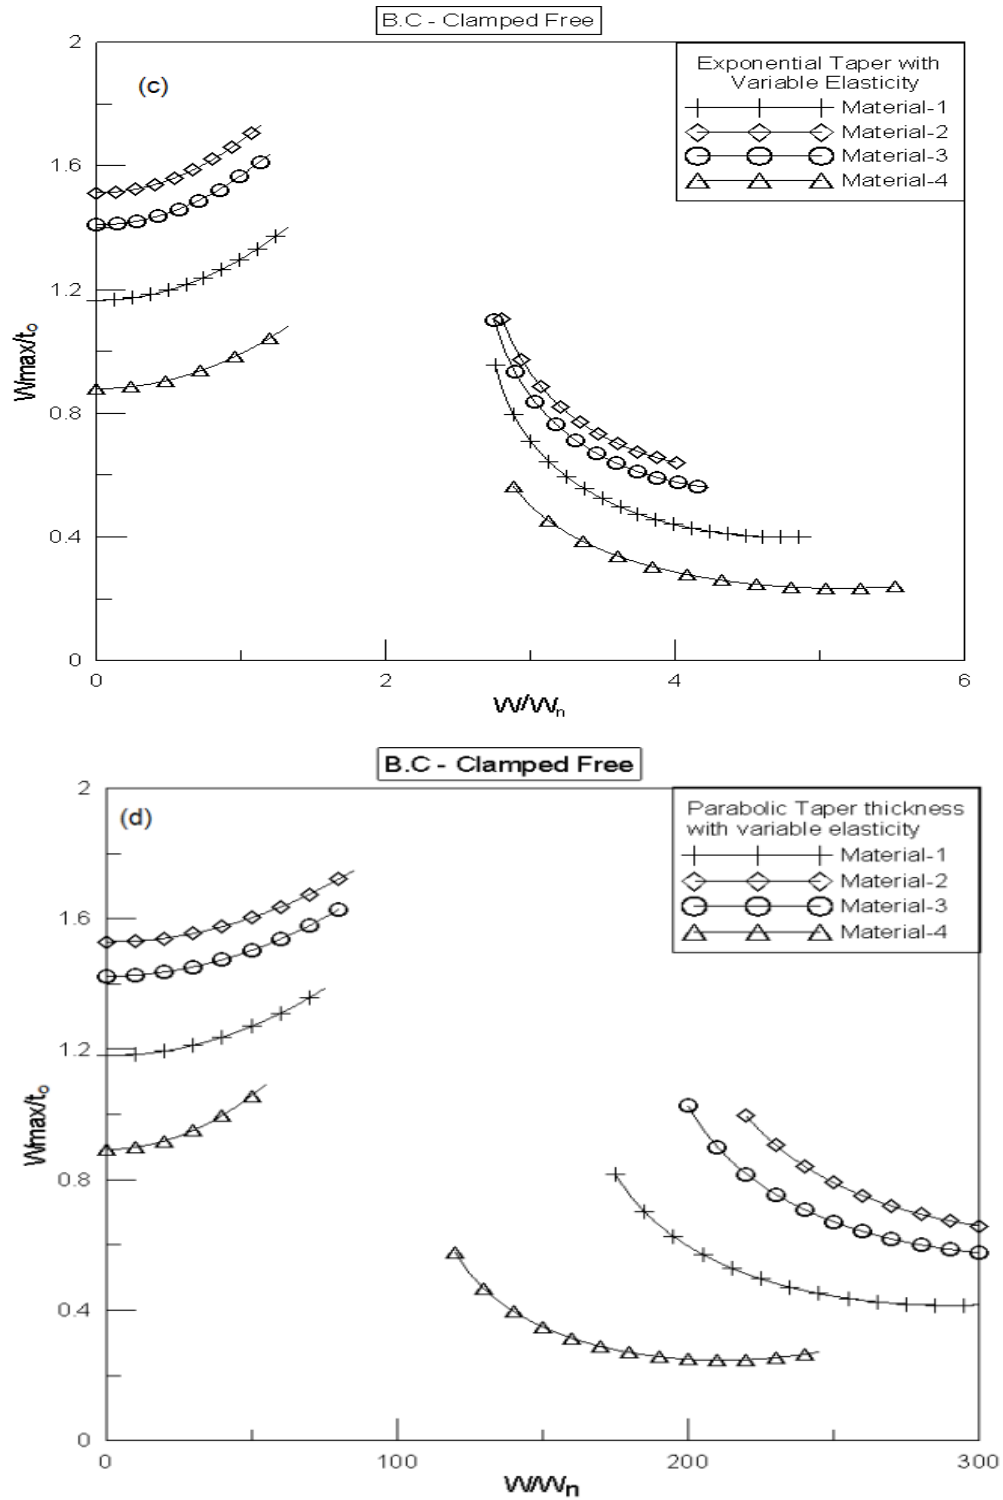 B.C - Clamped Free
2
(c)
Exponential Taper with
Variable Elasticity
Material-1
Material-2
Material-3
Material-4
1.6
1.2
0.8
0.4
0
Wmax/to
0 2 4 6
W/Wn
B.C - Clamped Free
2
(d)
Parabolic Taper thickness
with variable elasticity
Material-1
Material-2
Material-3
Material-4
1.6
1.2
0.8
0.4
0
Wmax/to
0 100 200 300
W/Wn